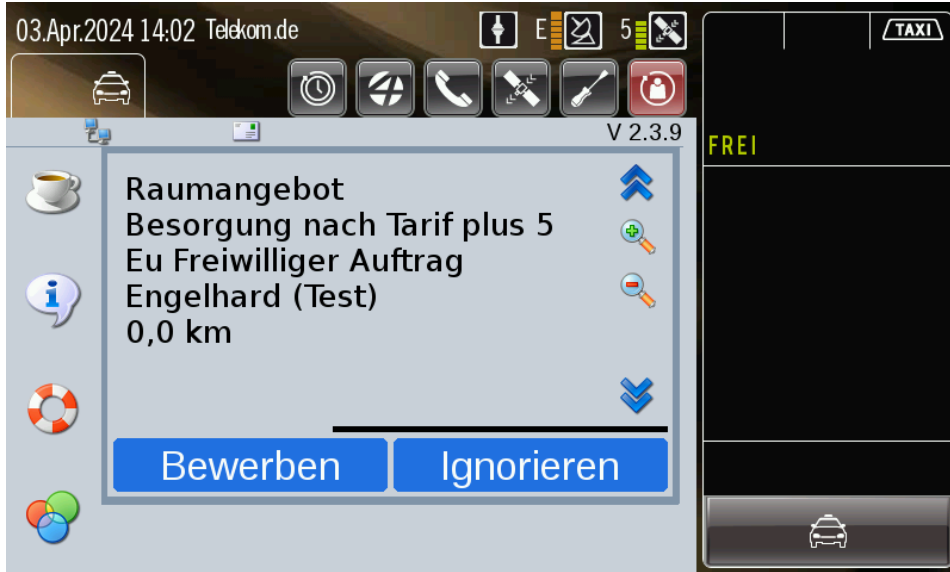 03.Apr.2024 14:02 Telekom.de E 5
TAXI
V 2.3.9
FREI
Raumangebot
Besorgung nach Tarif plus 5
Eu Freiwilliger Auftrag
Engelhard (Test)
0,0 km
Bewerben Ignorieren